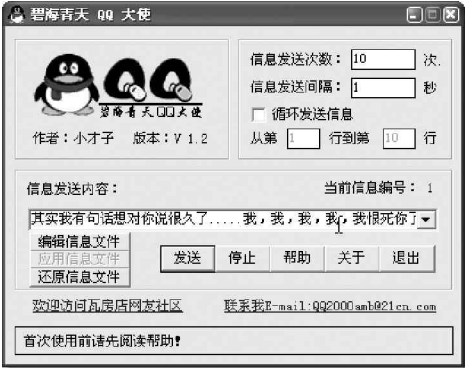 碧海青天 QQ 大使
碧海青天QQ大使
作者：小才子 版本：V 1.2
信息发送次数： 10 次.
信息发送间隔： 1 秒
循环发送信息
从第 1 行到第 10 行
信息发送内容： 当前信息编号： 1
其实我有句话想对你说很久了.....我，我，我，我，我恨死你了
编辑信息文件
应用信息文件
还原信息文件
发送 停止 帮助 关于 退出
欢迎访问瓦房店网友社区 联系我E-mail:QQ2000amb@21cn.com
首次使用前请先阅读帮助!